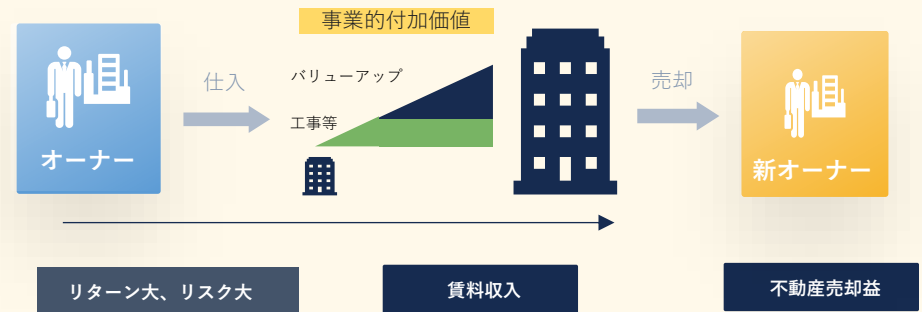 事業的付加価値
オーナー
仕入
バリューアップ
工事等
売却
新オーナー
リターン大、リスク大
賃料収入
不動産売却益